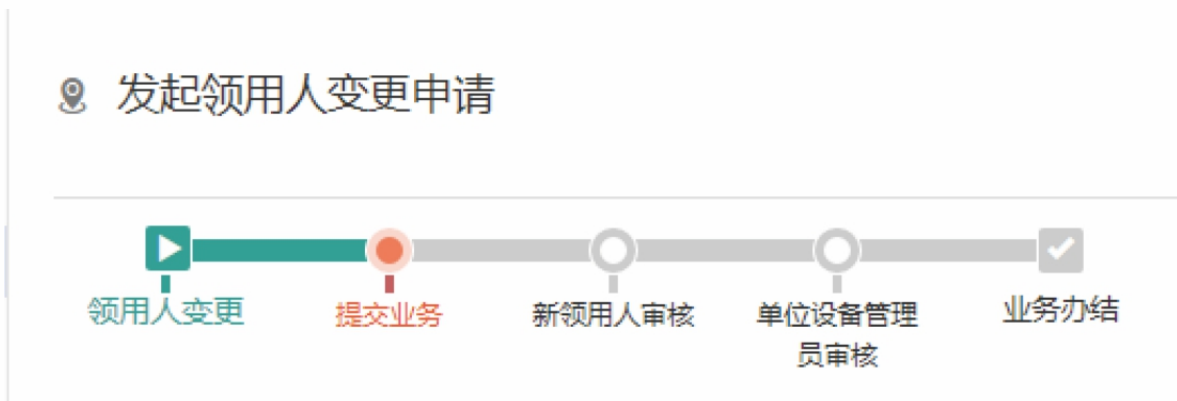 发起领用人变更申请
领用人变更
提交业务
新领用人审核
单位设备管理
员审核
业务办结